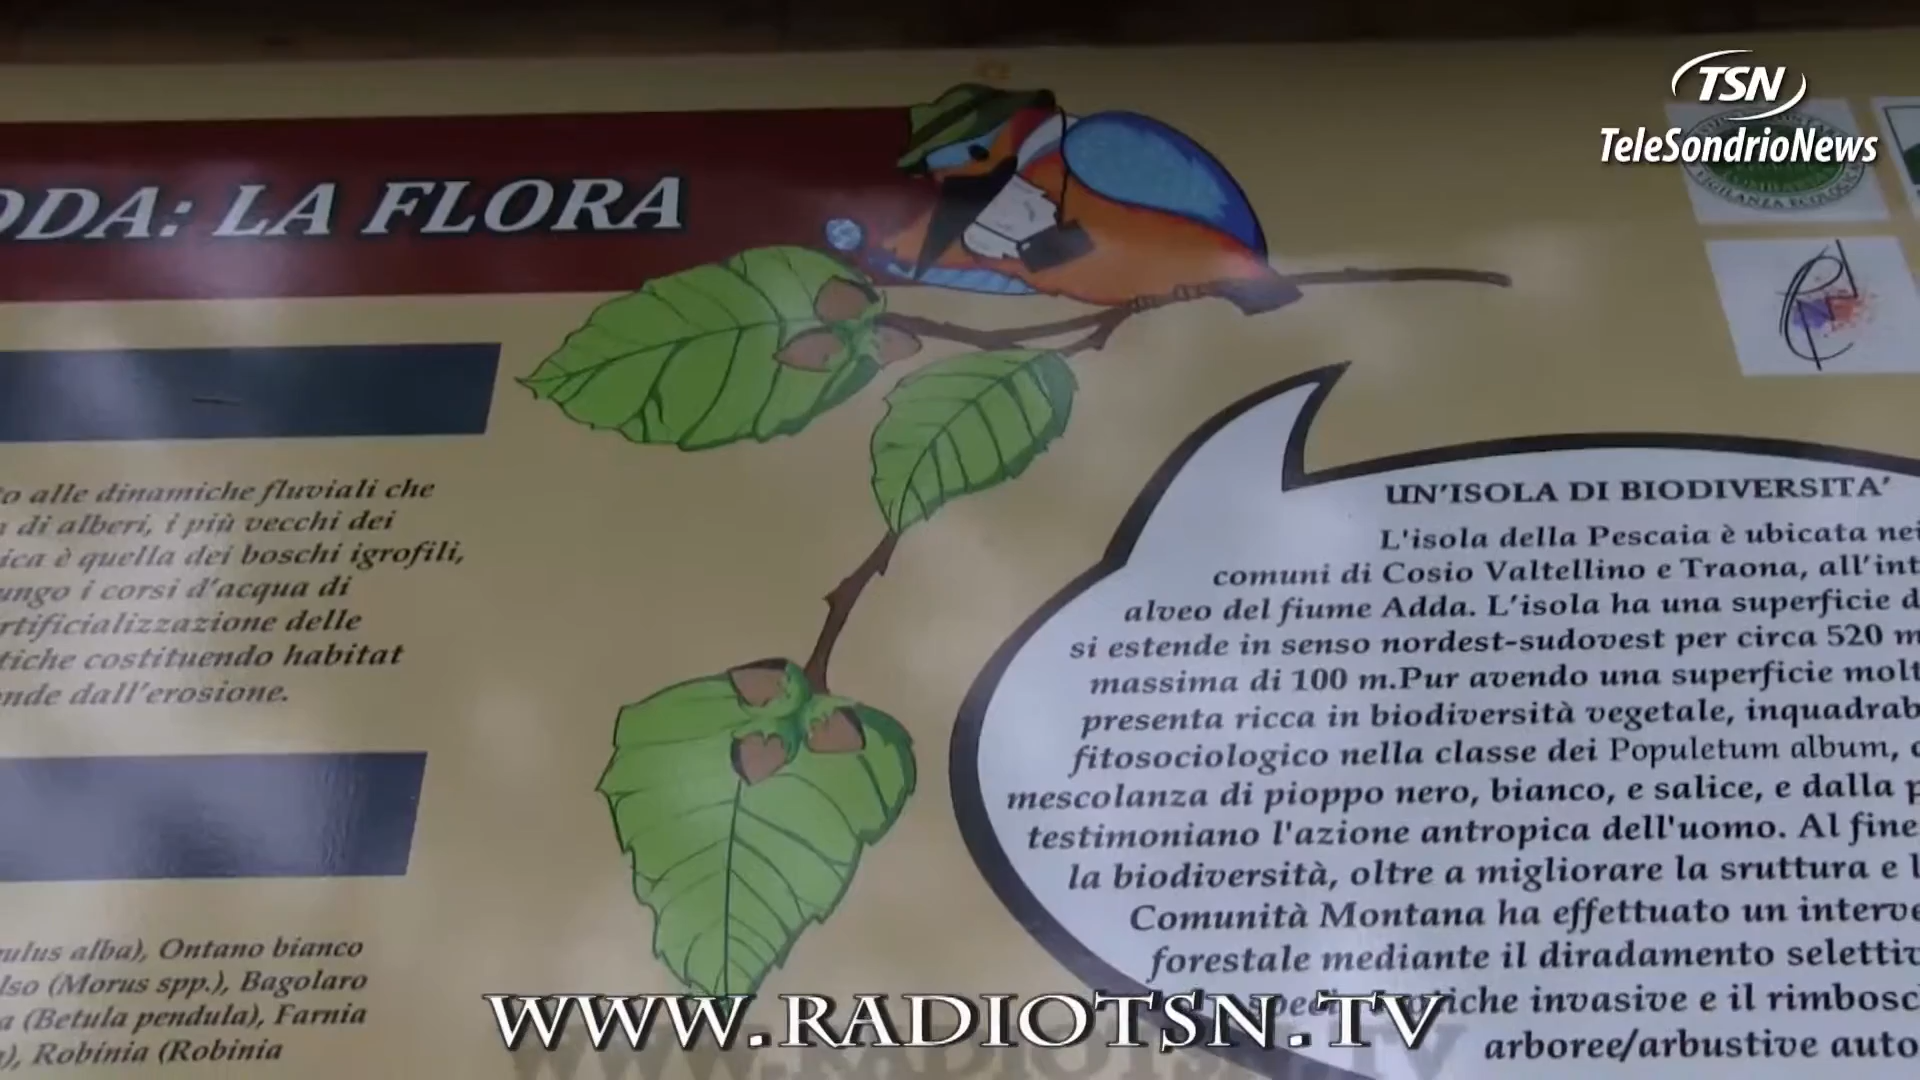 TSN
TeleSondrioNews
DDA: LA FLORA
alle dinamiche fluviali che
di alberi, i più vecchi dei
è quella dei boschi igrofili,
i corsi d'acqua di
rtificializzazione delle
tiche costituendo habitat
nde dall'erosione.
ulus alba), Ontano bianco
lso (Morus spp.), Bagolaro
a (Betula pendula), Farnia
), Robinia (Robinia
UN'ISOLA DI BIODIVERSITA'
L'isola della Pescaia è ubicata nei
comuni di Cosio Valtellino e Traona, all'int
alveo del fiume Adda. L'isola ha una superficie d
si estende in senso nordest-sudovest per circa 520 m
massima di 100 m.Pur avendo una superficie molt
presenta ricca in biodiversità vegetale, inquadrab
fitosociologico nella classe dei Populetum album,
mescolanza di pioppo nero, bianco, e salice, e dalla p
testimoniano l'azione antropica dell'uomo. Al fine
la biodiversità, oltre a migliorare la sruttura e l
Comunità Montana ha effettuato un interve
forestale mediante il diradamento selettiv
invasive e il rimbosc
arboree/arbustive auto
WWW.RADIOTSN.TV